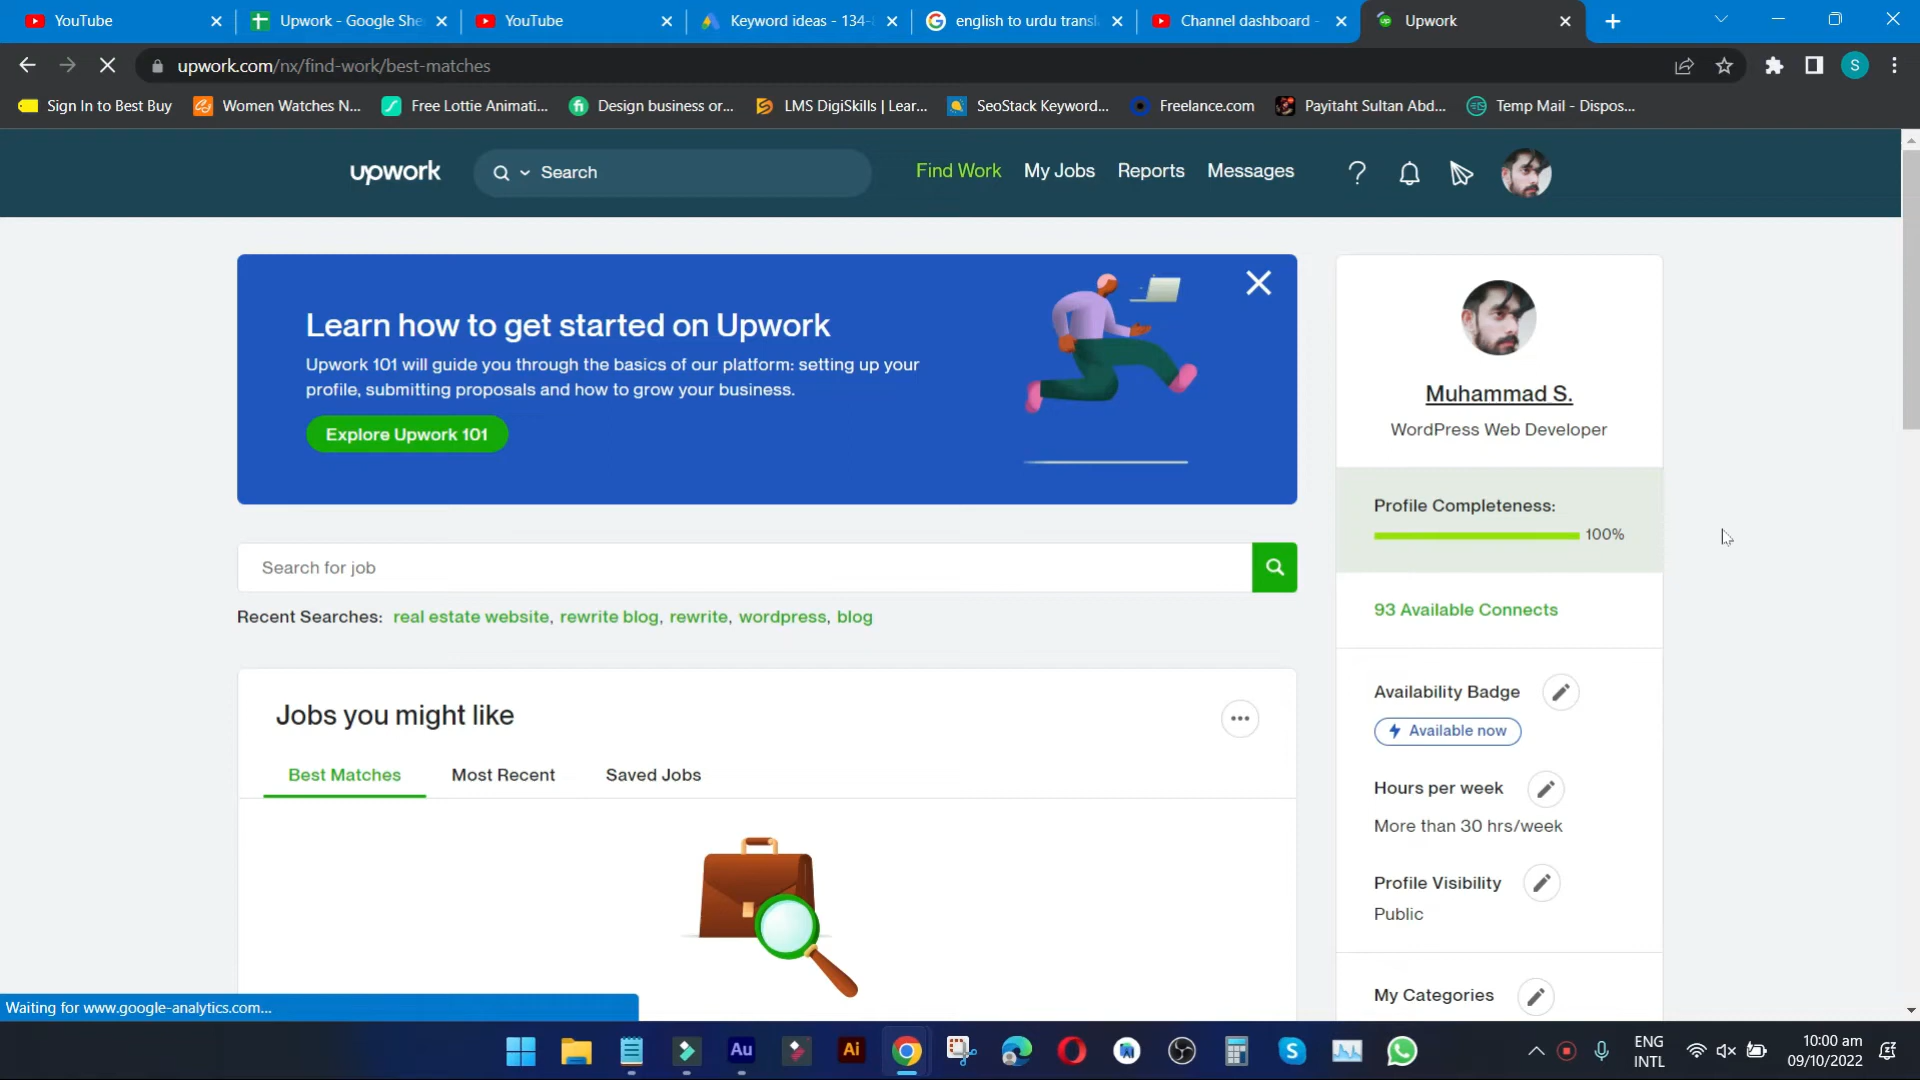 YouTube
Upwork - Google She
YouTube
Keyword ideas - 134-
english to urdu transl
Channel dashboard -
Upwork
upwork.com/nx/find-work/best-matches
S
Sign In to Best Buy
Women Watches N...
Free Lottie Animati...
Design business or...
LMS DigiSkills | Lear...
SeoStack Keyword...
Freelance.com
Payitaht Sultan Abd...
Temp Mail - Dispos...
upwork
Search
Find Work
My Jobs
Reports
Messages
?
Learn how to get started on Upwork
Upwork 101 will guide you through the basics of our platform: setting up your
profile, submitting proposals and how to grow your business.
Explore Upwork 101
Search for job
Recent Searches: real estate website, rewrite blog, rewrite, wordpress, blog
Jobs you might like
Best Matches
Most Recent
Saved Jobs
Muhammad S.
WordPress Web Developer
Profile Completeness:
100%
93 Available Connects
Availability Badge
Available now
Hours per week
More than 30 hrs/week
Profile Visibility
Public
My Categories
Waiting for www.google-analytics.com...
Au
Ai
S
ENG
INTL
10:00 am
09/10/2022